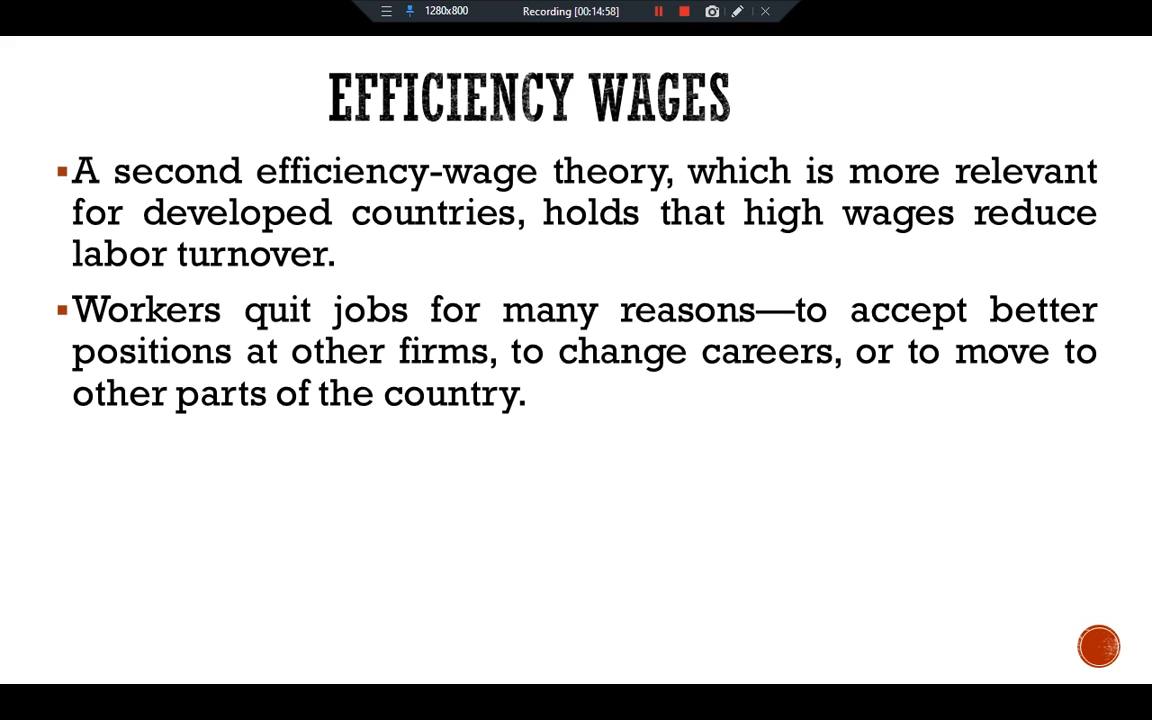 1280x800 Recording [00:14:58]
EFFICIENCY WAGES
▪A second efficiency-wage theory, which is more relevant
for developed countries, holds that high wages reduce
labor turnover.
▪Workers quit jobs for many reasons—to accept better
positions at other firms, to change careers, or to move to
other parts of the country.